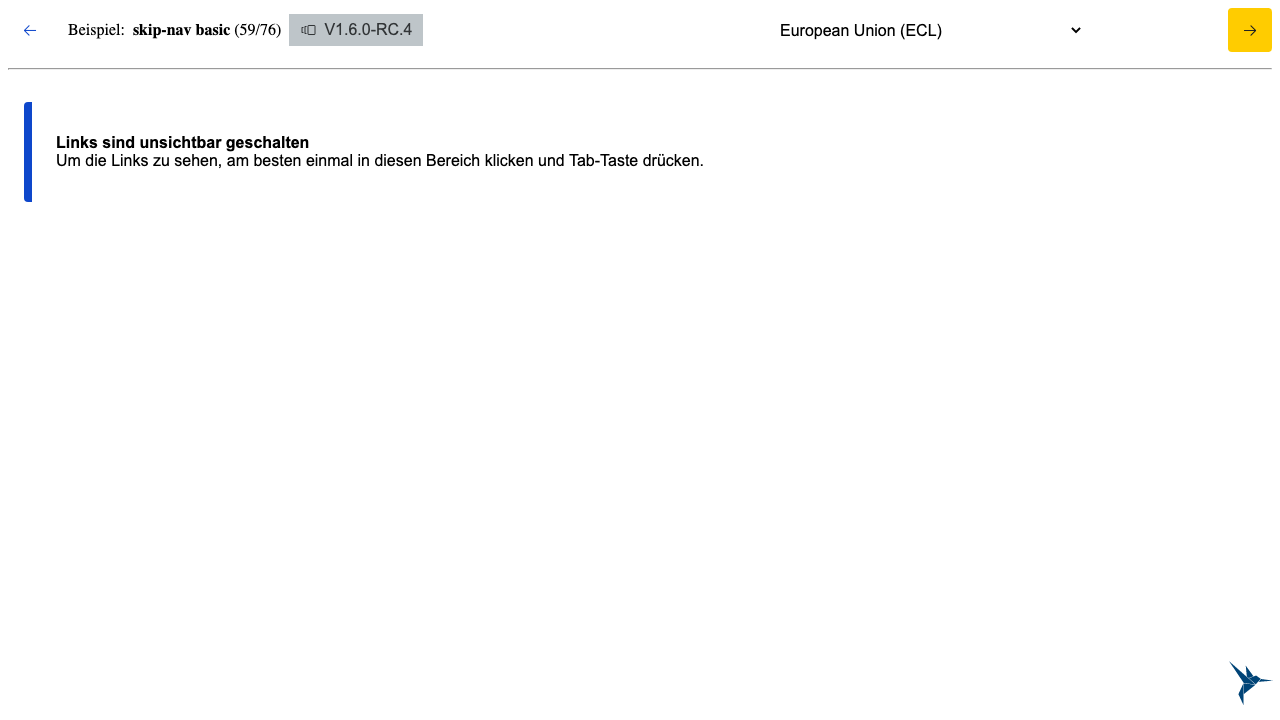 Beispiel: skip-nav basic (59/76) V1.6.0-RC.4 European Union (ECL)
Links sind unsichtbar geschalten
Um die Links zu sehen, am besten einmal in diesen Bereich klicken und Tab-Taste drücken.